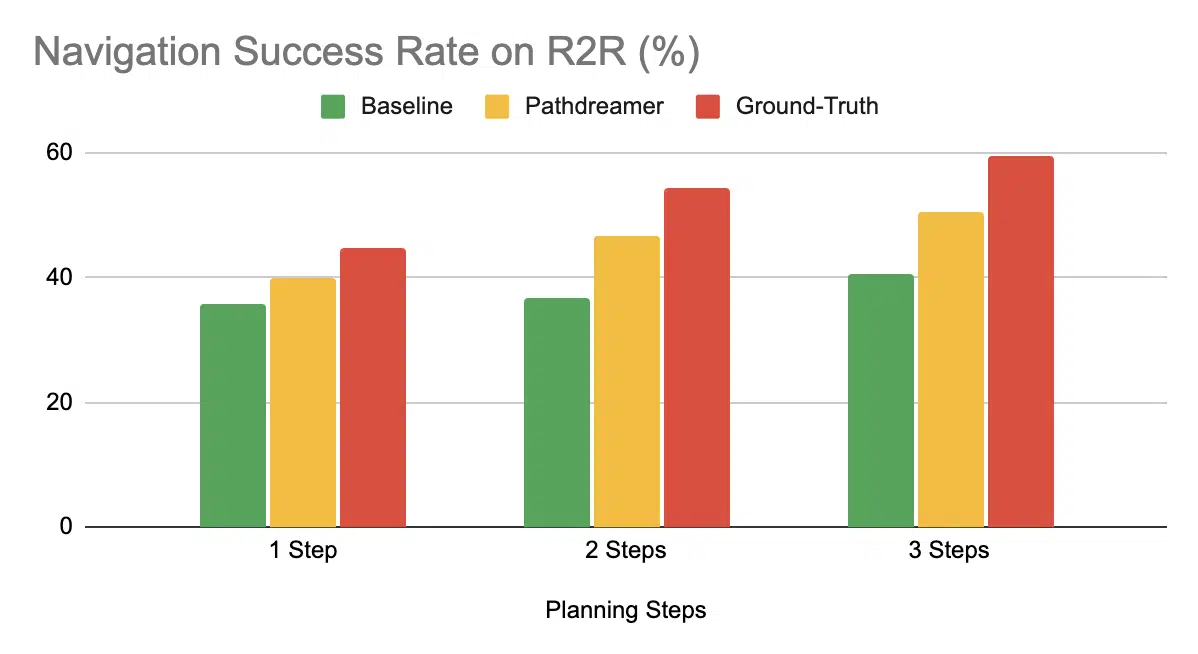 Navigation Success Rate on R2R (%)
Baseline Pathdreamer Ground-Truth
60
40
20
0
1 Step 2 Steps 3 Steps
Planning Steps